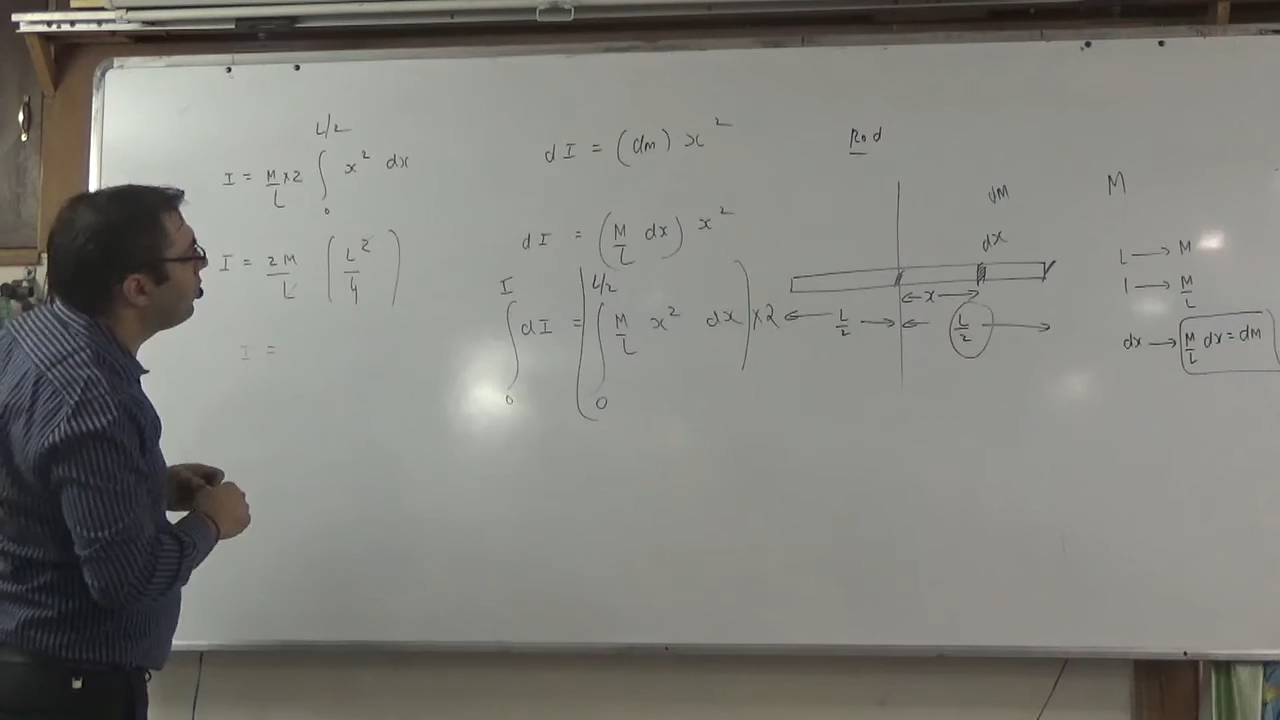 L/2
I = M/L ×2 ∫ x² dx
0
I = 2M/L (L²/4)
I =
dI = (dm) x²
dI = (M/L dx) x²
I L/2
∫ dI = (∫ M/L x² dx) ×2
0 0
Rod
dM
dx
x
L/2 L/2
M
L → M
1 → M/L
dx → M/L dx = dM